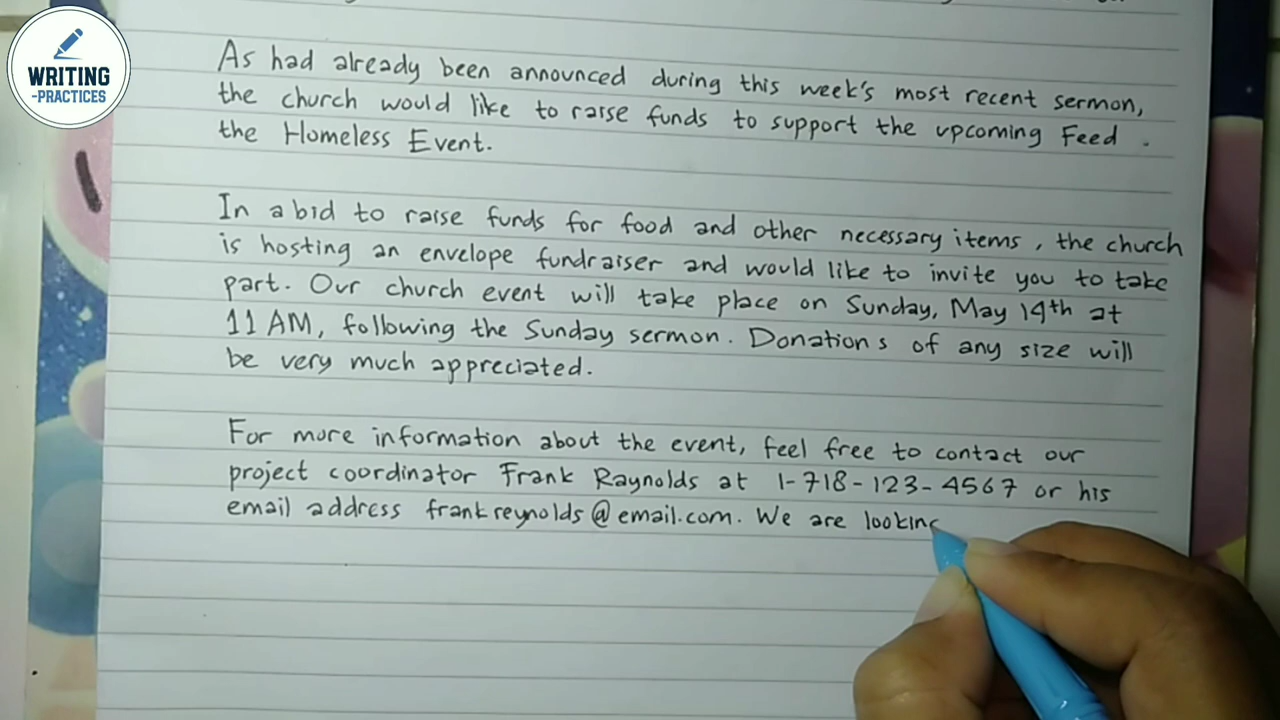 WRITING
-PRACTICES
As had already been announced during this week's most recent sermon,
the church would like to raise funds to support the upcoming Feed
the Homeless Event.
In a bid to raise funds for food and other necessary items, the church
is hosting an envelope fundraiser and would like to invite you to take
part. Our church event will take place on Sunday, May 14th at
11 AM, following the Sunday sermon. Donations of any size will
be very much appreciated.
For more information about the event, feel free to contact our
project coordinator Frank Raynolds at 1-718-123-4567 or his
email address frankreynolds@email.com. We are looking